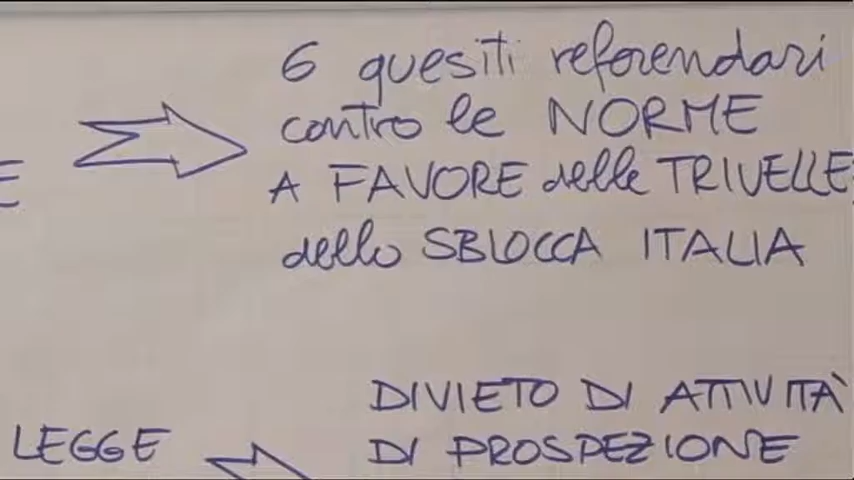 6 quesiti referendari
contro le NORME
A FAVORE delle TRIVELLE
dello SBLOCCA ITALIA
DIVIETO DI ATTIVITÀ
LEGGE
DI PROSPEZIONE